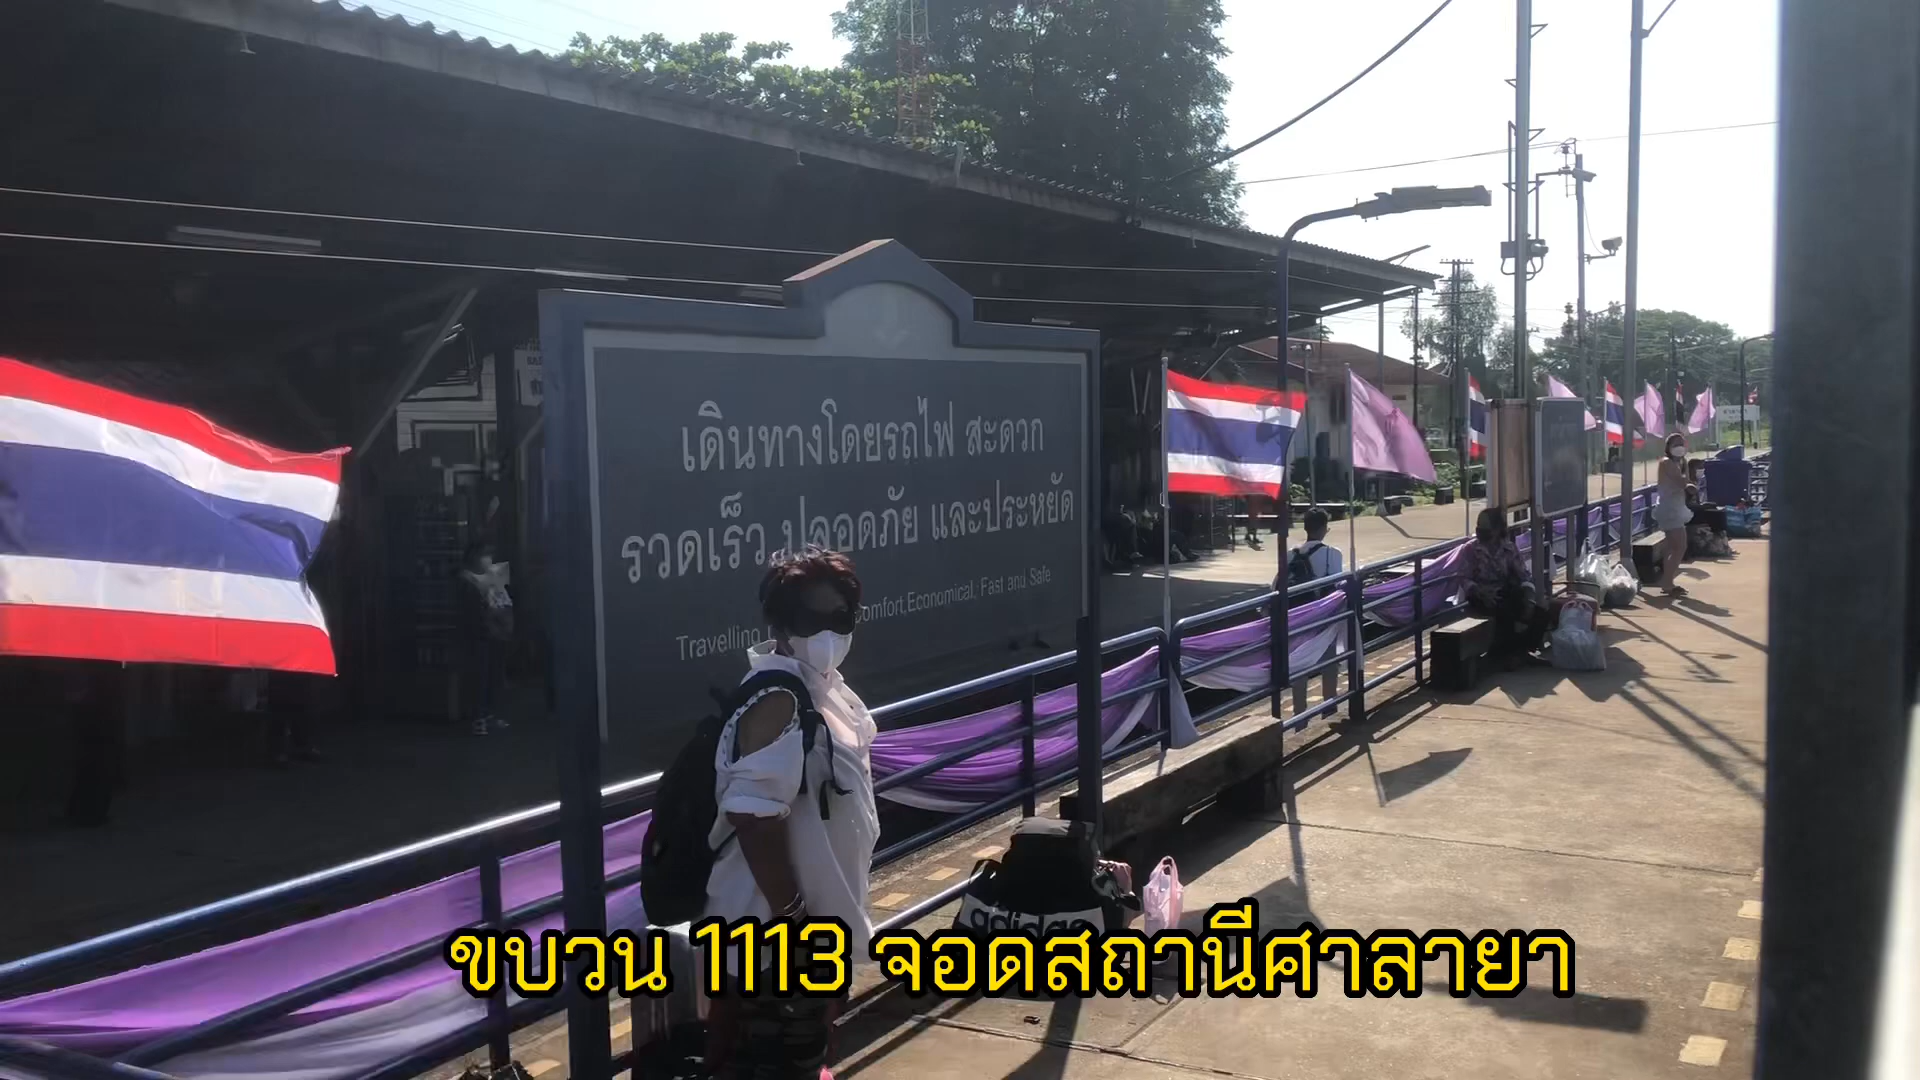 เดินทางโดยรถไฟ สะดวก
รวดเร็ว ปลอดภัย และประหยัด
Travelling comfort,Economical, Fast and Safe
adidas
ขบวน 1113 จอดสถานีศาลายา